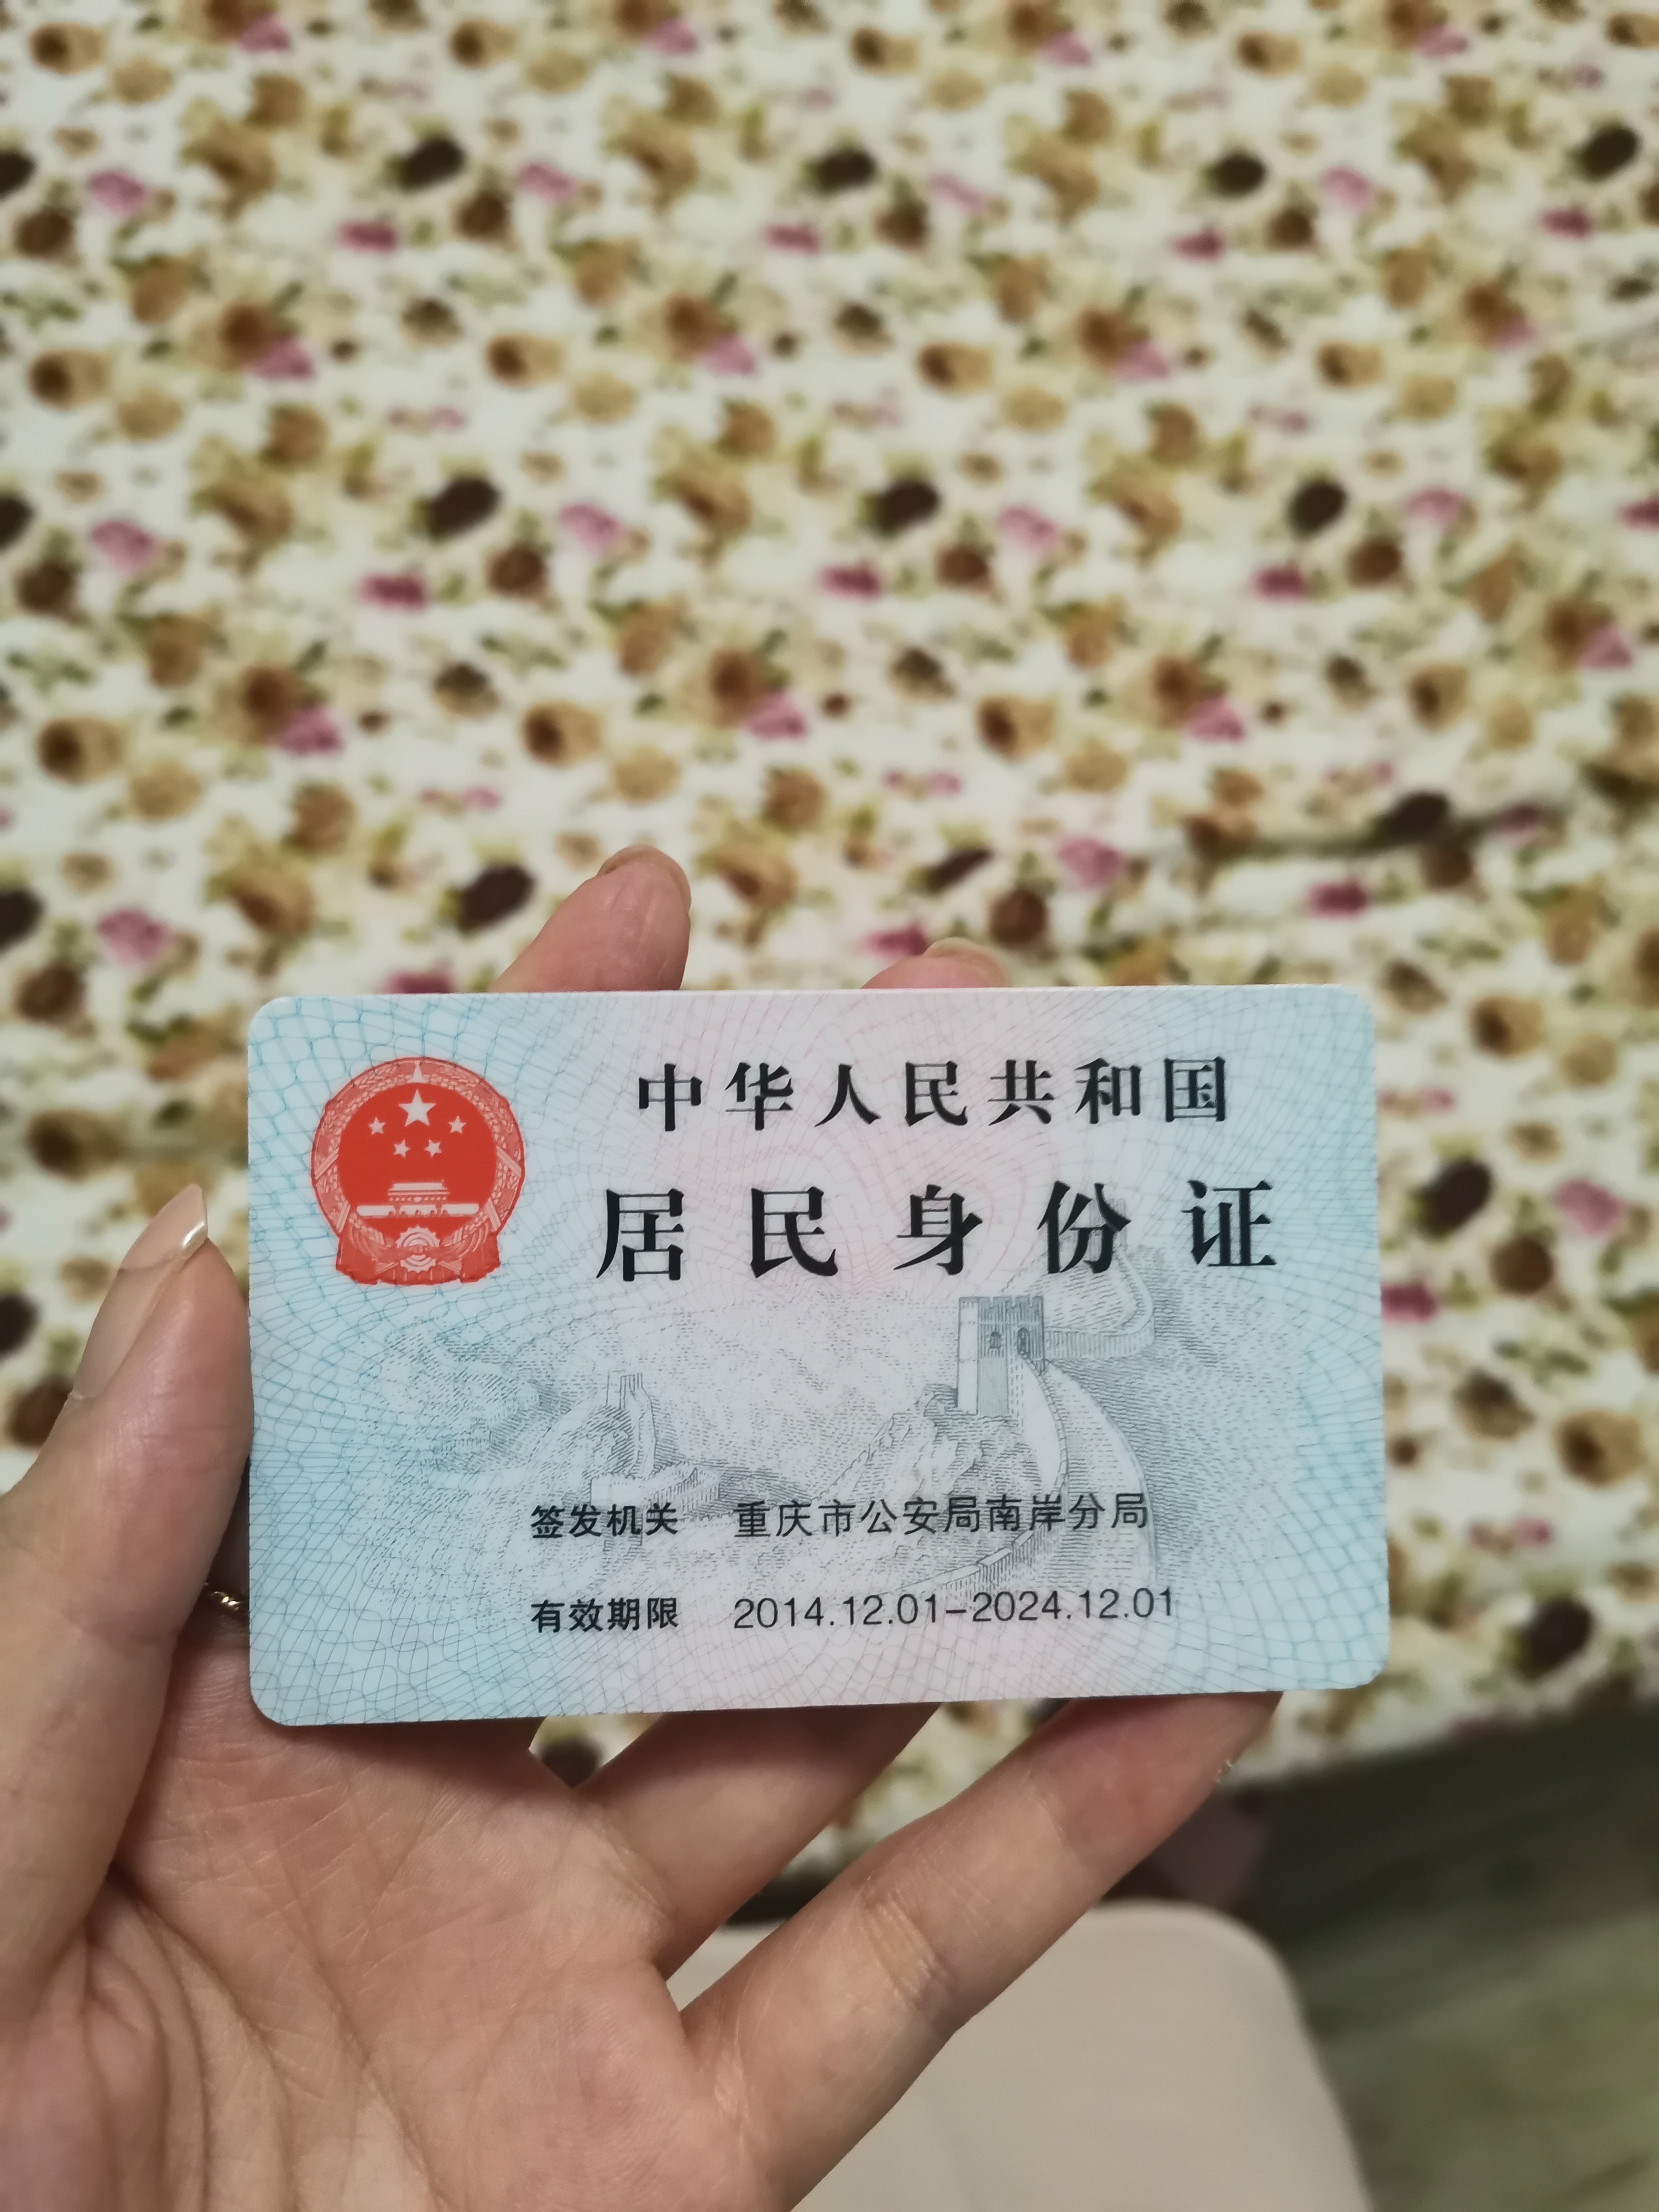 中华人民共和国
居民身份证
签发机关 重庆市公安局南岸分局
有效期限 2014.12.01-2024.12.01